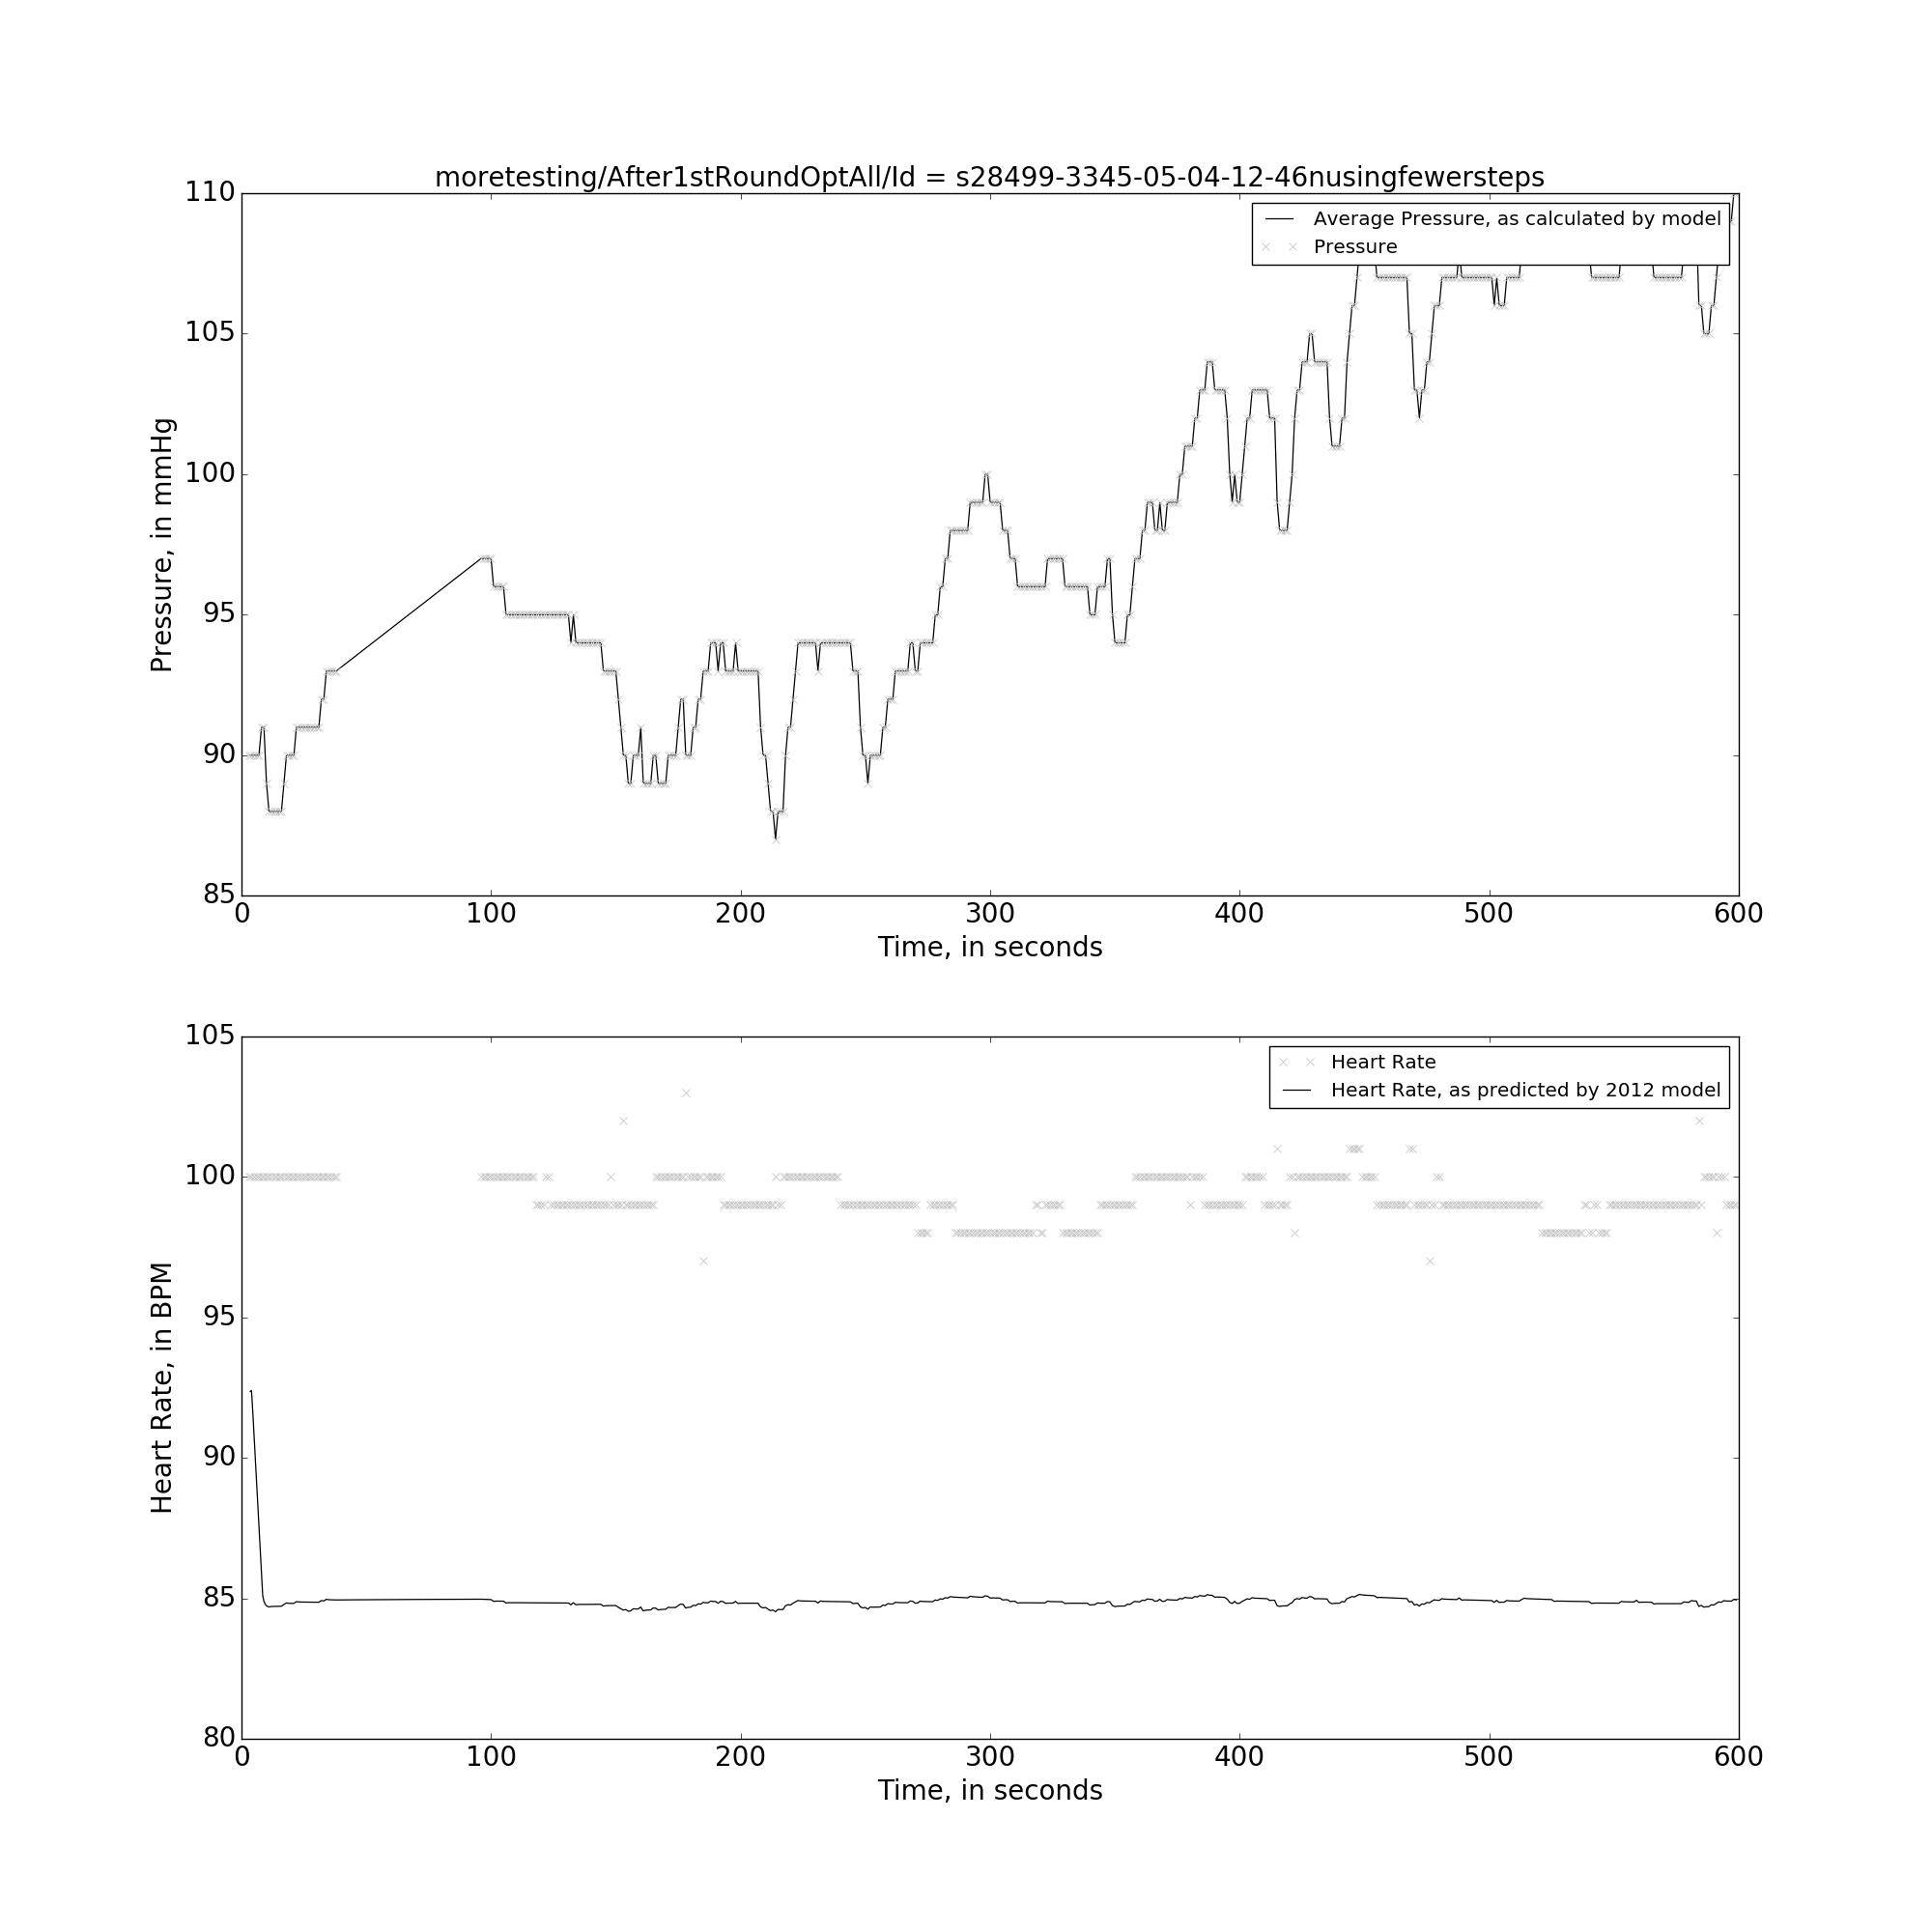 moretesting/After1stRoundOptAll/Id = s28499-3345-05-04-12-46nusingfewersteps
110
105
100
95
90
85
Pressure, in mmHg
Average Pressure, as calculated by model
Pressure
0 100 200 300 400 500 600
Time, in seconds
105
100
95
90
85
80
Heart Rate, in BPM
Heart Rate
Heart Rate, as predicted by 2012 model
0 100 200 300 400 500 600
Time, in seconds